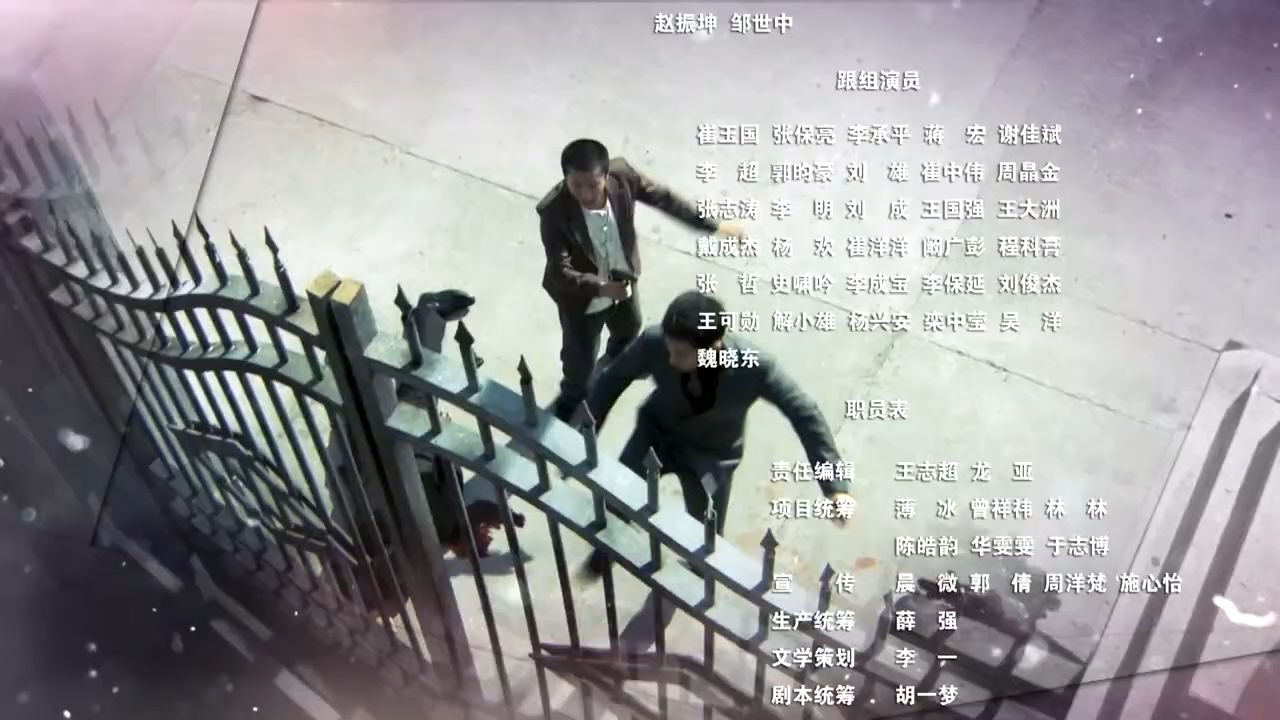 赵振坤 邹世中
跟组演员
崔玉国 张保亮 李承平 蒋 宏 谢佳斌
李 超 郭昀豪 刘 雄 崔中伟 周晶金
张志涛 李 明 刘 成 王国强 王大洲
戴成杰 杨 欢 崔洋洋 阚广彭 程科亮
张 哲 史啸吟 李成宝 李保延 刘俊杰
王可勋 解小雄 杨兴安 栾中莹 吴 洋
魏晓东
职员表
责任编辑 王志超 龙 亚
项目统筹 薄 冰 曾祥祎 林 林
陈皓韵 华雯雯 于志博
宣 传 晨 微 郭 倩 周洋梵 施心怡
生产统筹 薛 强
文学策划 李 一
剧本统筹 胡一梦